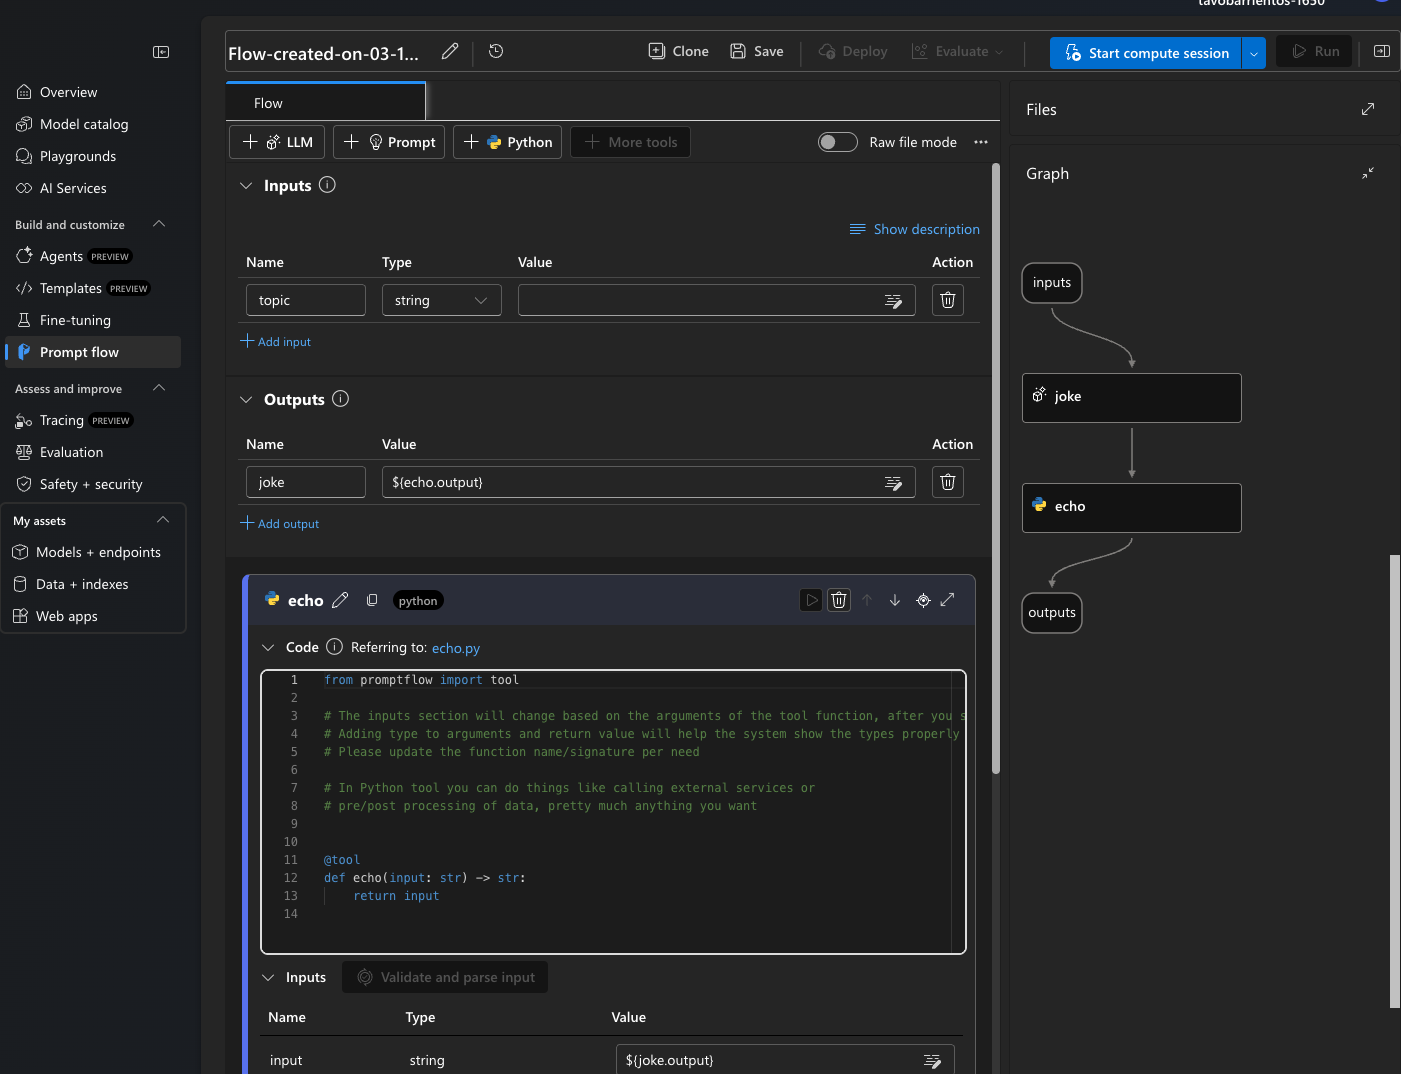 tavobarrientos-1650
Flow-created-on-03-1...
Clone
Save
Deploy
Evaluate
Start compute session
Run
Overview
Model catalog
Playgrounds
AI Services
Build and customize
Agents PREVIEW
Templates PREVIEW
Fine-tuning
Prompt flow
Assess and improve
Tracing PREVIEW
Evaluation
Safety + security
My assets
Models + endpoints
Data + indexes
Web apps
Flow
LLM
Prompt
Python
More tools
Raw file mode
Inputs
Show description
Name Type Value Action
topic string
Add input
Outputs
Name Value Action
joke ${echo.output}
Add output
echo python
Code Referring to: echo.py
1 from promptflow import tool
2
3 # The inputs section will change based on the arguments of the tool function, after you s
4 # Adding type to arguments and return value will help the system show the types properly
5 # Please update the function name/signature per need
6
7 # In Python tool you can do things like calling external services or
8 # pre/post processing of data, pretty much anything you want
9
10
11 @tool
12 def echo(input: str) -> str:
13     return input
14
Inputs Validate and parse input
Name Type Value
input string ${joke.output}
Files
Graph
inputs
joke
echo
outputs